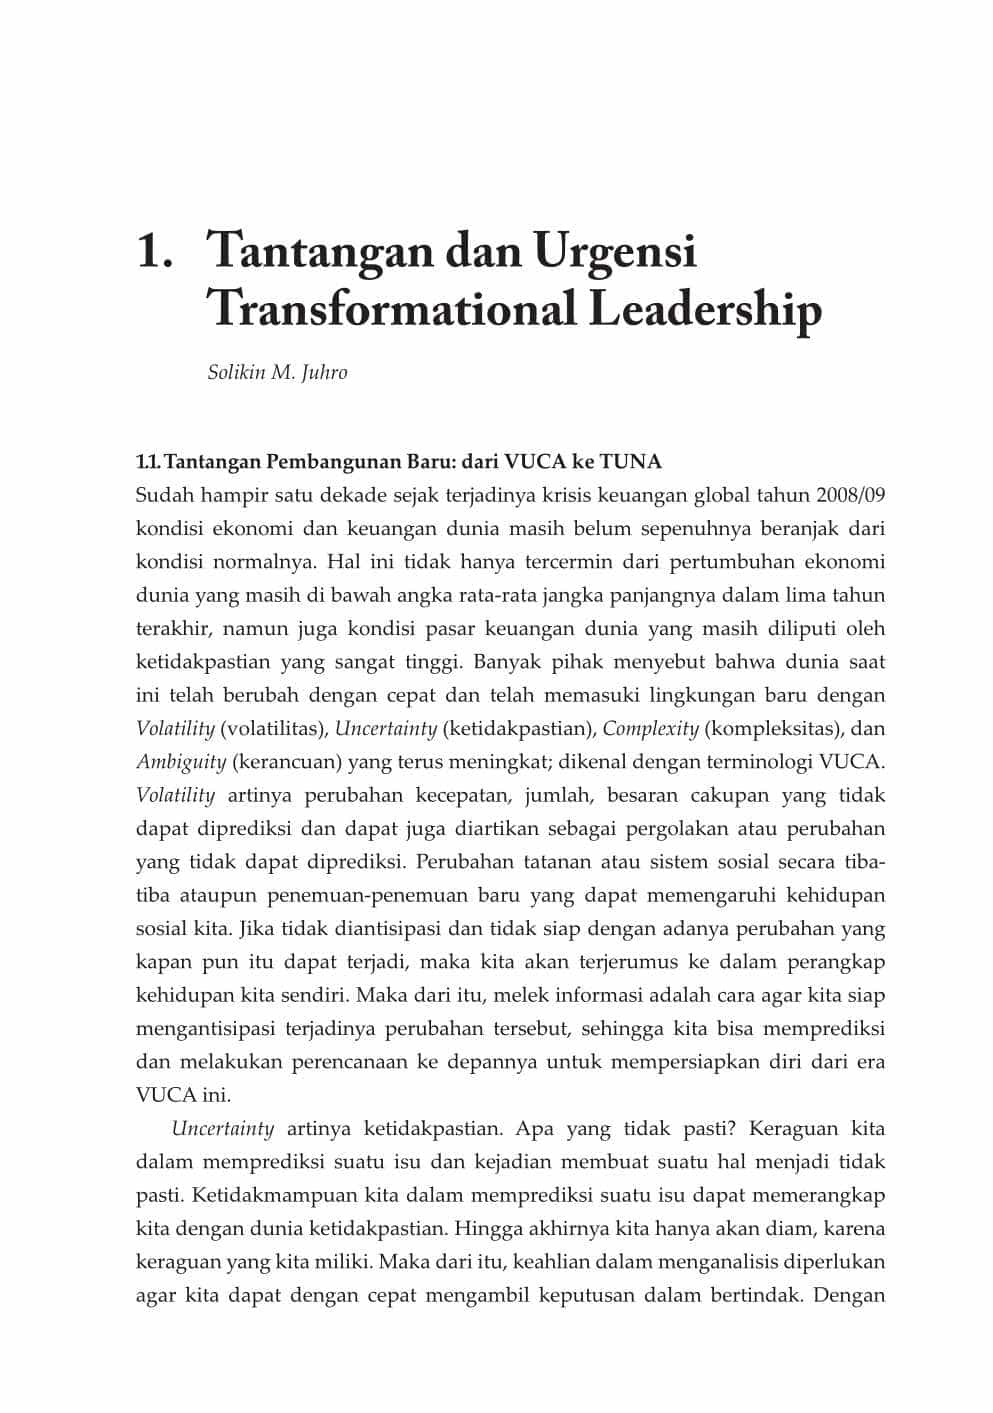 1. Tantangan dan Urgensi
Transformational Leadership
Solikin M. Juhro
1.1. Tantangan Pembangunan Baru: dari VUCA ke TUNA
Sudah hampir satu dekade sejak terjadinya krisis keuangan global tahun 2008/09
kondisi ekonomi dan keuangan dunia masih belum sepenuhnya beranjak dari
kondisi normalnya. Hal ini tidak hanya tercermin dari pertumbuhan ekonomi
dunia yang masih di bawah angka rata-rata jangka panjangnya dalam lima tahun
terakhir, namun juga kondisi pasar keuangan dunia yang masih diliputi oleh
ketidakpastian yang sangat tinggi. Banyak pihak menyebut bahwa dunia saat
ini telah berubah dengan cepat dan telah memasuki lingkungan baru dengan
Volatility (volatilitas), Uncertainty (ketidakpastian), Complexity (kompleksitas), dan
Ambiguity (kerancuan) yang terus meningkat; dikenal dengan terminologi VUCA.
Volatility artinya perubahan kecepatan, jumlah, besaran cakupan yang tidak
dapat diprediksi dan dapat juga diartikan sebagai pergolakan atau perubahan
yang tidak dapat diprediksi. Perubahan tatanan atau sistem sosial secara tiba-
tiba ataupun penemuan-penemuan baru yang dapat memengaruhi kehidupan
sosial kita. Jika tidak diantisipasi dan tidak siap dengan adanya perubahan yang
kapan pun itu dapat terjadi, maka kita akan terjerumus ke dalam perangkap
kehidupan kita sendiri. Maka dari itu, melek informasi adalah cara agar kita siap
mengantisipasi terjadinya perubahan tersebut, sehingga kita bisa memprediksi
dan melakukan perencanaan ke depannya untuk mempersiapkan diri dari era
VUCA ini.
Uncertainty artinya ketidakpastian. Apa yang tidak pasti? Keraguan kita
dalam memprediksi suatu isu dan kejadian membuat suatu hal menjadi tidak
pasti. Ketidakmampuan kita dalam memprediksi suatu isu dapat memerangkap
kita dengan dunia ketidakpastian. Hingga akhirnya kita hanya akan diam, karena
keraguan yang kita miliki. Maka dari itu, keahlian dalam menganalisis diperlukan
agar kita dapat dengan cepat mengambil keputusan dalam bertindak. Dengan